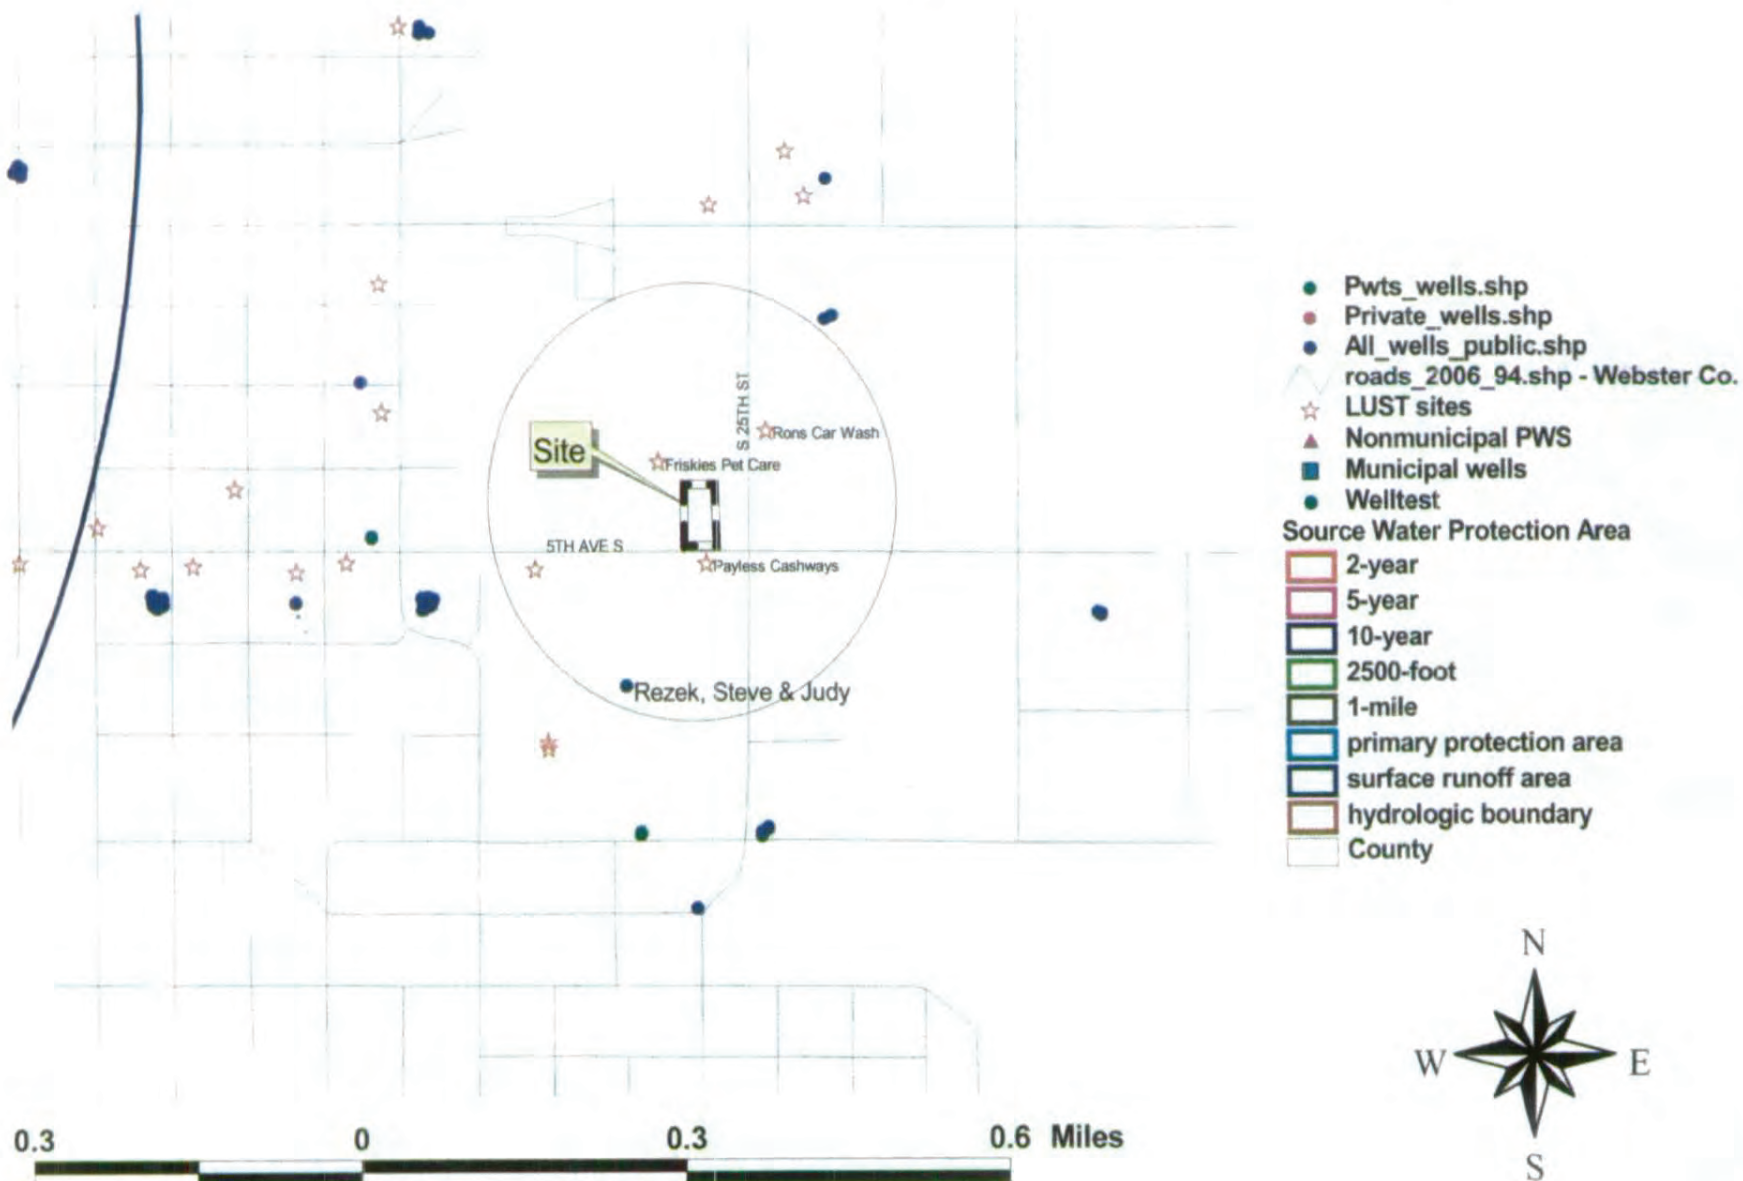 Pwts_wells.shp
Private_wells.shp
All_wells_public.shp
roads_2006_94.shp - Webster Co.
LUST sites
Nonmunicipal PWS
Municipal wells
Welltest
Source Water Protection Area
2-year
5-year
10-year
2500-foot
1-mile
primary protection area
surface runoff area
hydrologic boundary
County
S 25TH ST
Rons Car Wash
Site
Friskies Pet Care
5TH AVE S
Payless Cashways
Rezek, Steve & Judy
N
W E
S
0.3 0 0.3 0.6 Miles